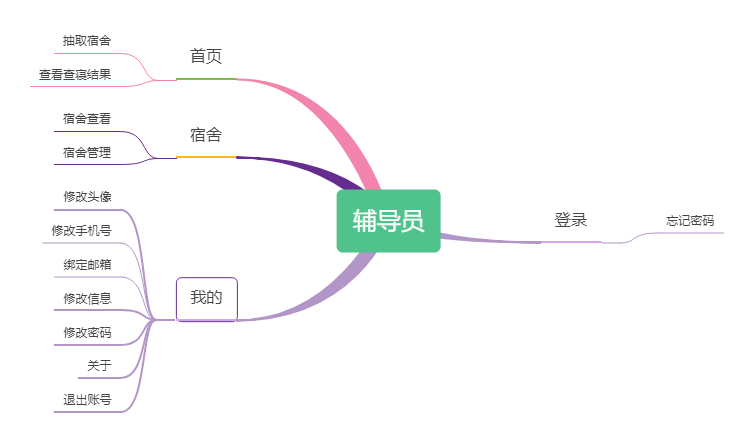 抽取宿舍
查看查寝结果
首页
宿舍查看
宿舍管理
宿舍
修改头像
修改手机号
绑定邮箱
修改信息
修改密码
关于
退出账号
我的
辅导员
登录
忘记密码